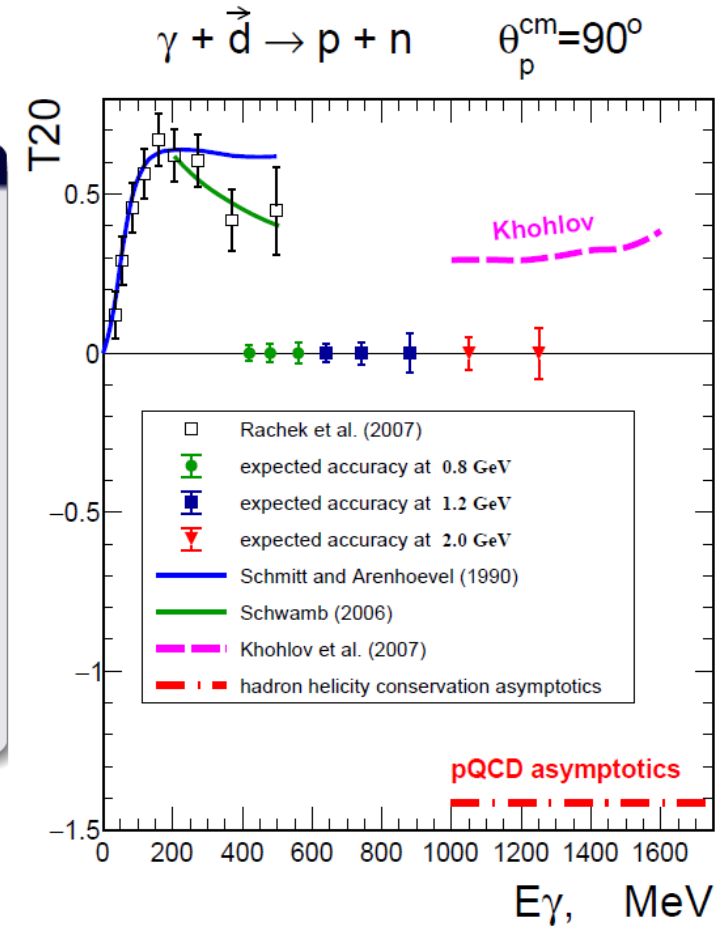 γ + d⃗ → p + n θ_p^cm=90°
T20
0.5
0
−0.5
−1
−1.5
Khohlov
Rachek et al. (2007)
expected accuracy at 0.8 GeV
expected accuracy at 1.2 GeV
expected accuracy at 2.0 GeV
Schmitt and Arenhoevel (1990)
Schwamb (2006)
Khohlov et al. (2007)
hadron helicity conservation asymptotics
pQCD asymptotics
0 200 400 600 800 1000 1200 1400 1600
Eγ, MeV